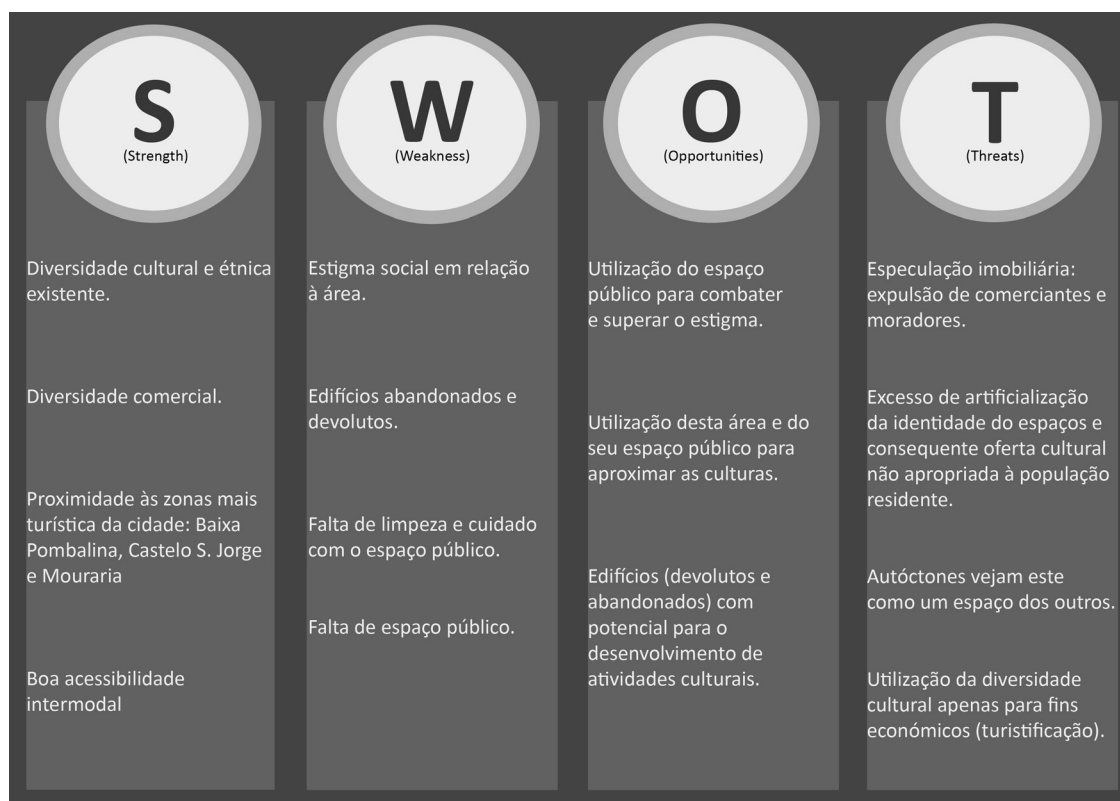 S
(Strength)
Diversidade cultural e étnica
existente.
Diversidade comercial.
Proximidade às zonas mais
turística da cidade: Baixa
Pombalina, Castelo S. Jorge
e Mouraria
Boa acessibilidade
intermodal
W
(Weakness)
Estigma social em relação
à área.
Edifícios abandonados e
devolutos.
Falta de limpeza e cuidado
com o espaço público.
Falta de espaço público.
O
(Opportunities)
Utilização do espaço
público para combater
e superar o estigma.
Utilização desta área e do
seu espaço público para
aproximar as culturas.
Edifícios (devolutos e
abandonados) com
potencial para o
desenvolvimento de
atividades culturais.
T
(Threats)
Especulação imobiliária:
expulsão de comerciantes e
moradores.
Excesso de artificialização
da identidade do espaços e
consequente oferta cultural
não apropriada à população
residente.
Autóctones vejam este
como um espaço dos outros.
Utilização da diversidade
cultural apenas para fins
económicos (turistificação).